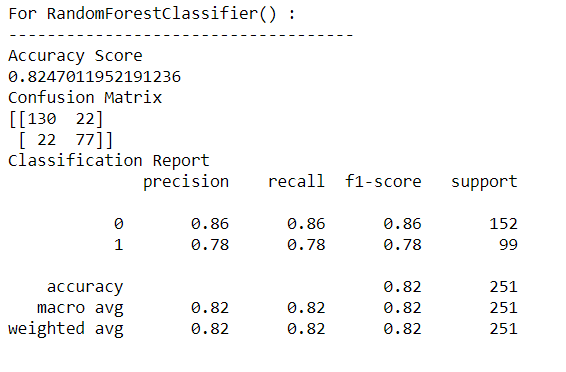 For RandomForestClassifier() :
-----------------------------------
Accuracy Score
0.8247011952191236
Confusion Matrix
[[130  22]
 [ 22  77]]
Classification Report
              precision    recall  f1-score   support

           0       0.86      0.86      0.86       152
           1       0.78      0.78      0.78        99

    accuracy                           0.82       251
   macro avg       0.82      0.82      0.82       251
weighted avg       0.82      0.82      0.82       251